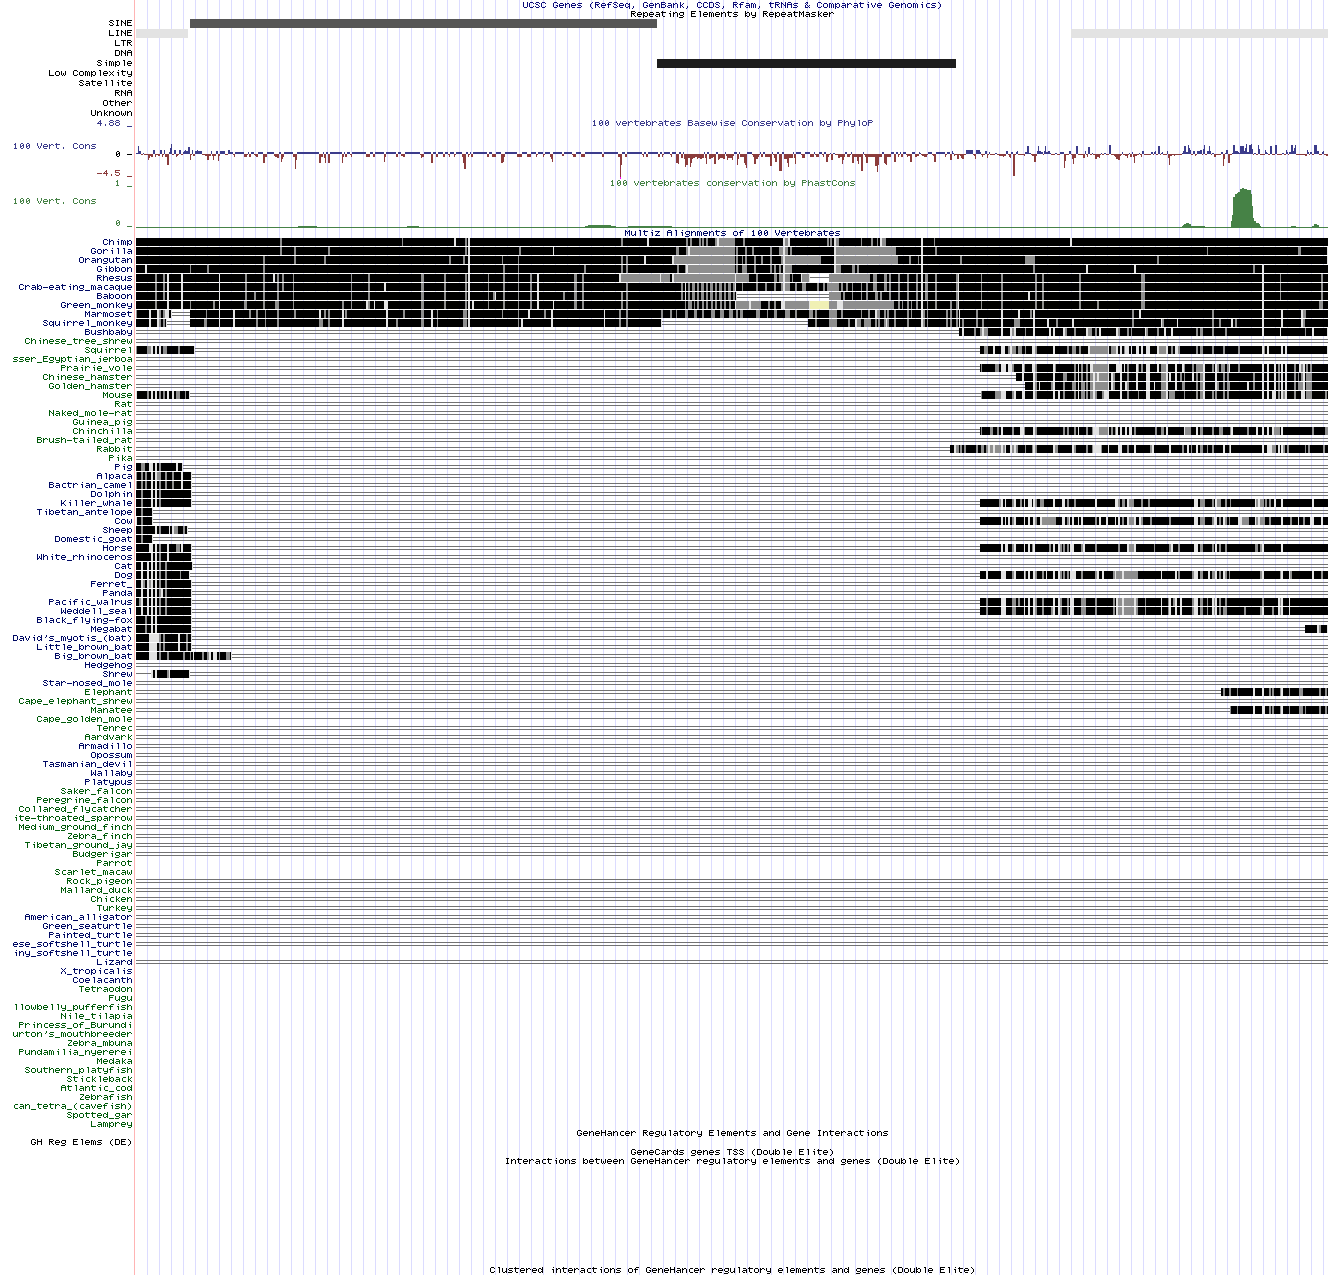 UCSC Genes (RefSeq, GenBank, CCDS, Rfam, tRNAs & Comparative Genomics)
Repeating Elements by RepeatMasker
SINE
LINE
LTR
DNA
Simple
Low Complexity
Satellite
RNA
Other
Unknown
4.88 _
100 vertebrates Basewise Conservation by PhyloP
100 Vert. Cons
0 _
-4.5 _
1 _
100 vertebrates conservation by PhastCons
100 Vert. Cons
0 _
Multiz Alignments of 100 Vertebrates
Chimp
Gorilla
Orangutan
Gibbon
Rhesus
Crab-eating_macaque
Baboon
Green_monkey
Marmoset
Squirrel_monkey
Bushbaby
Chinese_tree_shrew
Squirrel
sser_Egyptian_jerboa
Prairie_vole
Chinese_hamster
Golden_hamster
Mouse
Rat
Naked_mole-rat
Guinea_pig
Chinchilla
Brush-tailed_rat
Rabbit
Pika
Pig
Alpaca
Bactrian_camel
Dolphin
Killer_whale
Tibetan_antelope
Cow
Sheep
Domestic_goat
Horse
White_rhinoceros
Cat
Dog
Ferret_
Panda
Pacific_walrus
Weddell_seal
Black_flying-fox
Megabat
David's_myotis_(bat)
Little_brown_bat
Big_brown_bat
Hedgehog
Shrew
Star-nosed_mole
Elephant
Cape_elephant_shrew
Manatee
Cape_golden_mole
Tenrec
Aardvark
Armadillo
Opossum
Tasmanian_devil
Wallaby
Platypus
Saker_falcon
Peregrine_falcon
Collared_flycatcher
ite-throated_sparrow
Medium_ground_finch
Zebra_finch
Tibetan_ground_jay
Budgerigar
Parrot
Scarlet_macaw
Rock_pigeon
Mallard_duck
Chicken
Turkey
American_alligator
Green_seaturtle
Painted_turtle
ese_softshell_turtle
iny_softshell_turtle
Lizard
X_tropicalis
Coelacanth
Tetraodon
Fugu
llowbelly_pufferfish
Nile_tilapia
Princess_of_Burundi
urton's_mouthbreeder
Zebra_mbuna
Pundamilia_nyererei
Medaka
Southern_platyfish
Stickleback
Atlantic_cod
Zebrafish
can_tetra_(cavefish)
Spotted_gar
Lamprey
GeneHancer Regulatory Elements and Gene Interactions
GH Reg Elems (DE)
GeneCards genes TSS (Double Elite)
Interactions between GeneHancer regulatory elements and genes (Double Elite)
Clustered interactions of GeneHancer regulatory elements and genes (Double Elite)